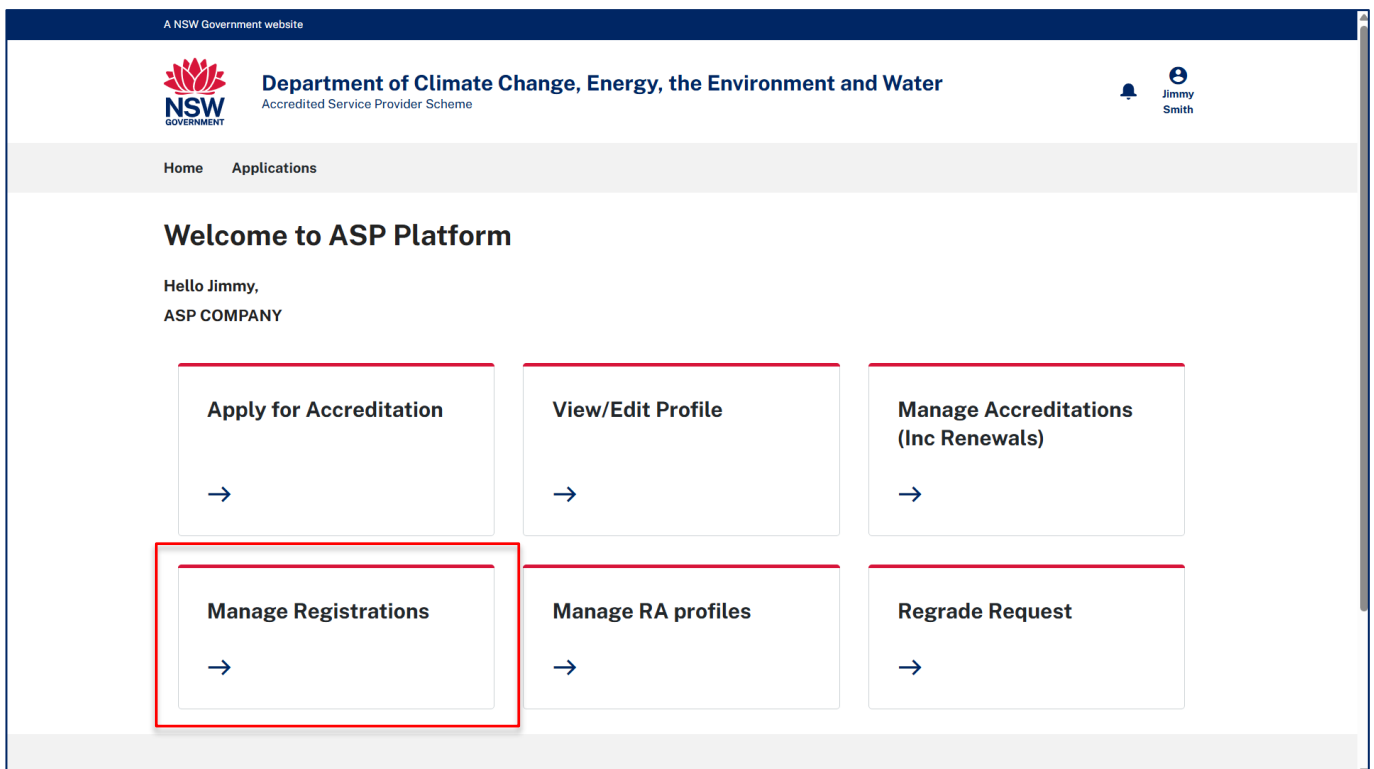 A NSW Government website
NSW
GOVERNMENT
Department of Climate Change, Energy, the Environment and Water
Accredited Service Provider Scheme
Jimmy
Smith
Home Applications
Welcome to ASP Platform
Hello Jimmy,
ASP COMPANY
Apply for Accreditation
View/Edit Profile
Manage Accreditations
(Inc Renewals)
Manage Registrations
Manage RA profiles
Regrade Request